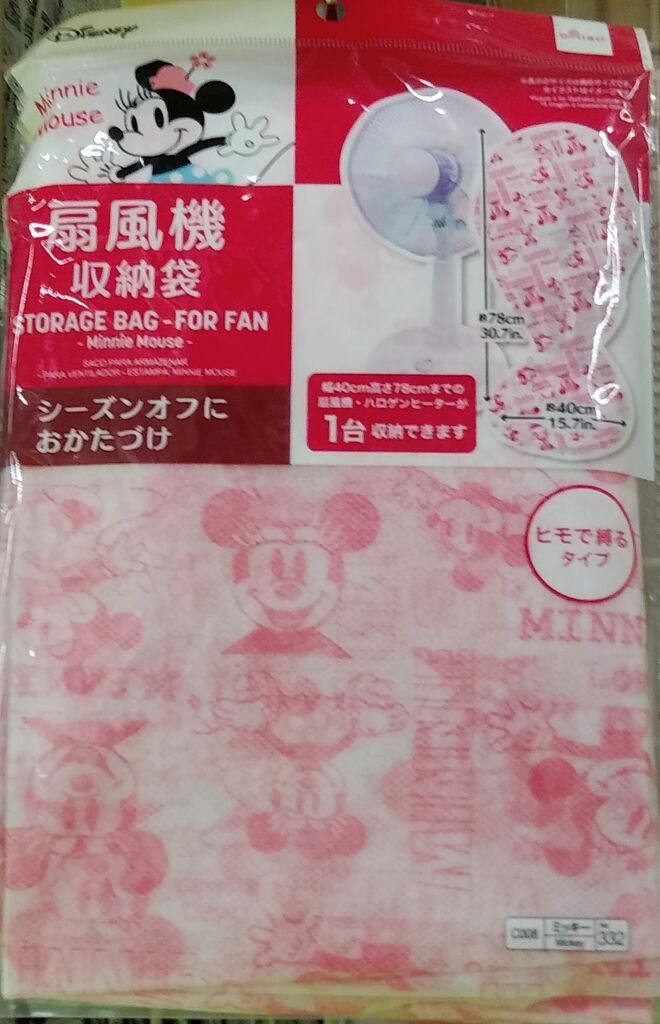 Disney
DAISO
Minnie
Mouse
扇風機
収納袋
STORAGE BAG -FOR FAN
- Minnie Mouse -
SACO PARA ARMAZENAR
PARA VENTILADOR - ESTAMPA: MINNIE MOUSE
シーズンオフに
おかたづけ
約78cm
30.7in.
約40cm
15.7in.
幅40cm高さ78cmまでの
扇風機・ハロゲンヒーターが
1台 収納できます
ヒモで縛る
タイプ
MINN
MINNIE
C008 ミッキー No. 332
Mickey